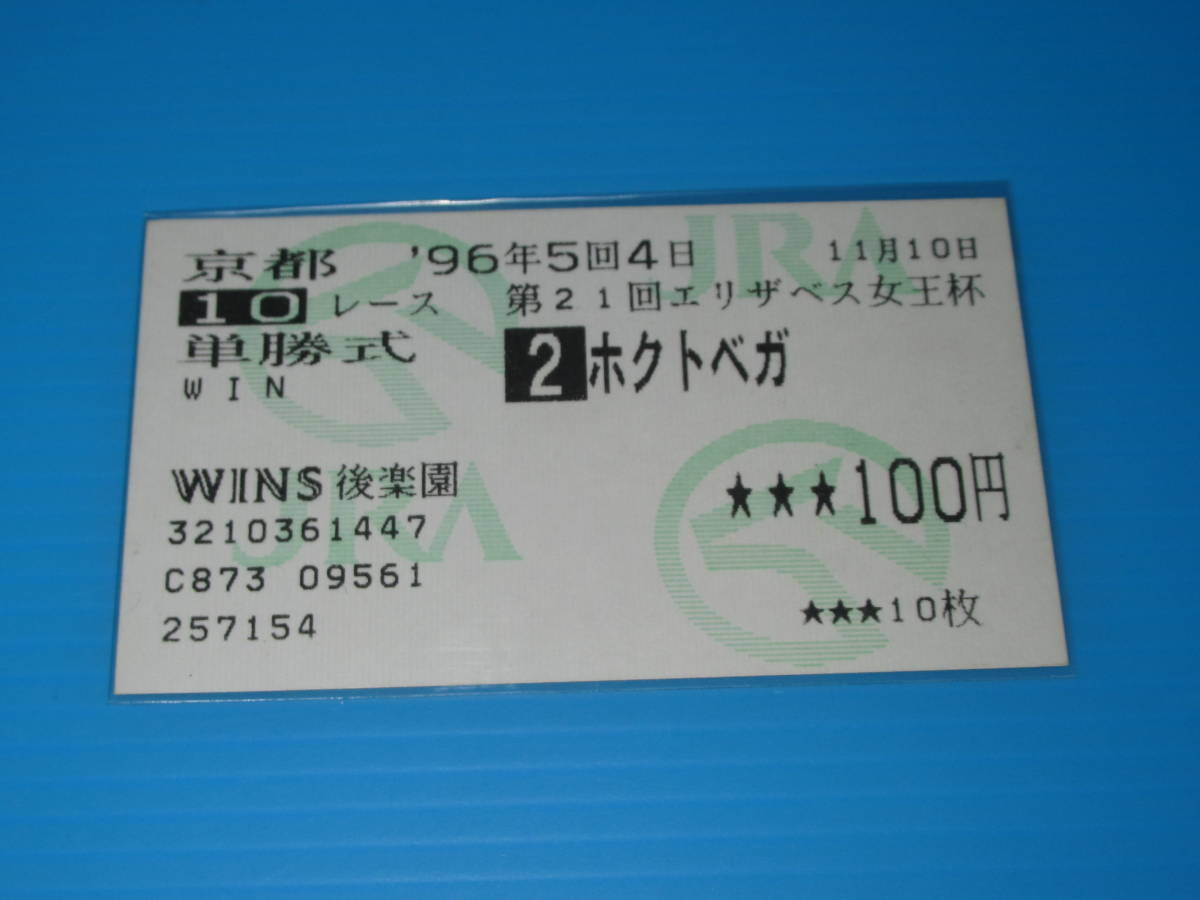 京都 '96年5回4日 11月10日
10 レース 第21回エリザベス女王杯
単勝式 2 ホクトベガ
WIN
WINS 後楽園 ★★★100円
3210361447
C873 09561
257154 ★★★10枚
JRA
JRA